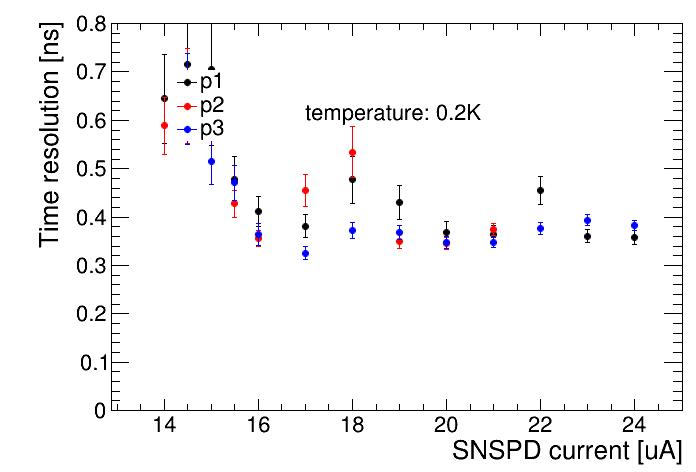 Time resolution [ns]
0.8
0.7
0.6
0.5
0.4
0.3
0.2
0.1
0
p1
p2
p3
temperature: 0.2K
14
16
18
20
22
24
SNSPD current [uA]